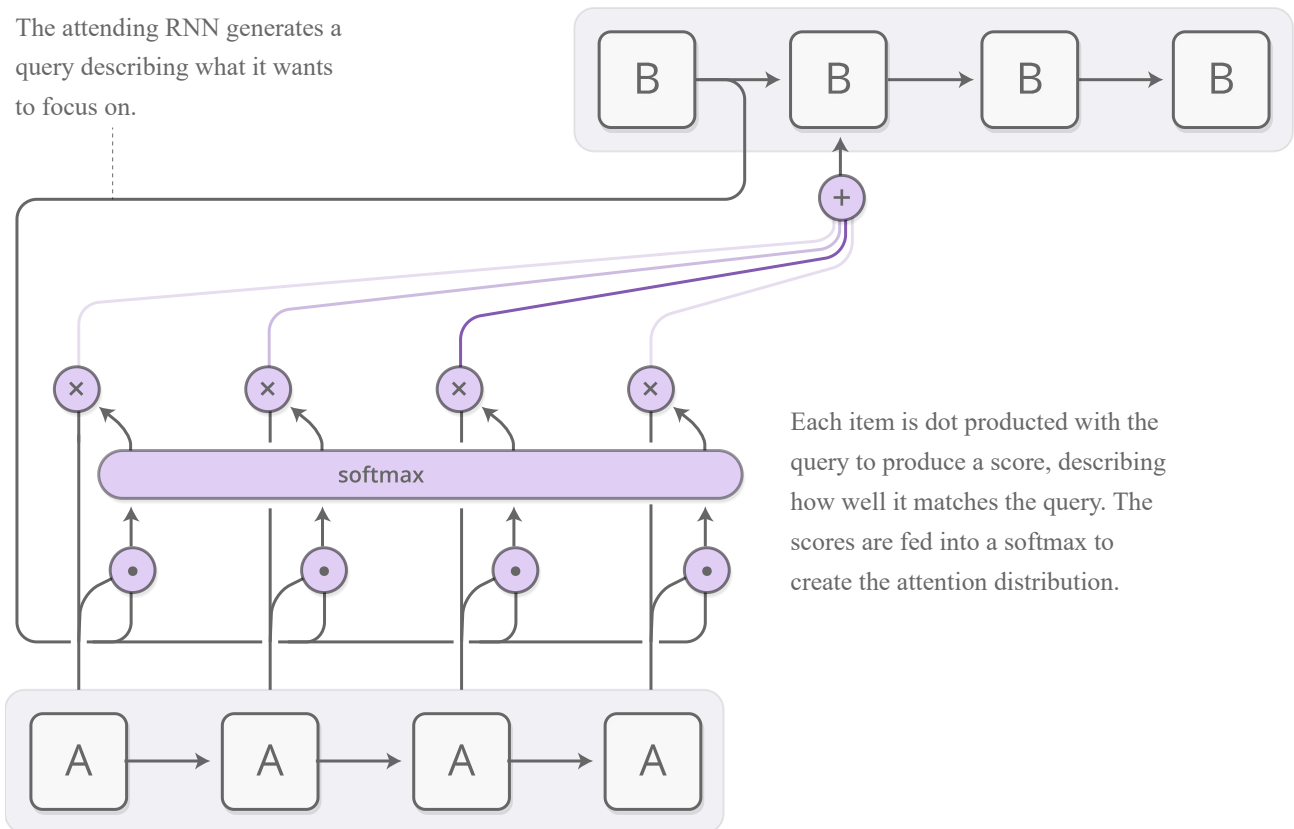 The attending RNN generates a
query describing what it wants
to focus on.
B B B B
+
× × × ×
softmax
Each item is dot producted with the
query to produce a score, describing
how well it matches the query. The
scores are fed into a softmax to
create the attention distribution.
A A A A